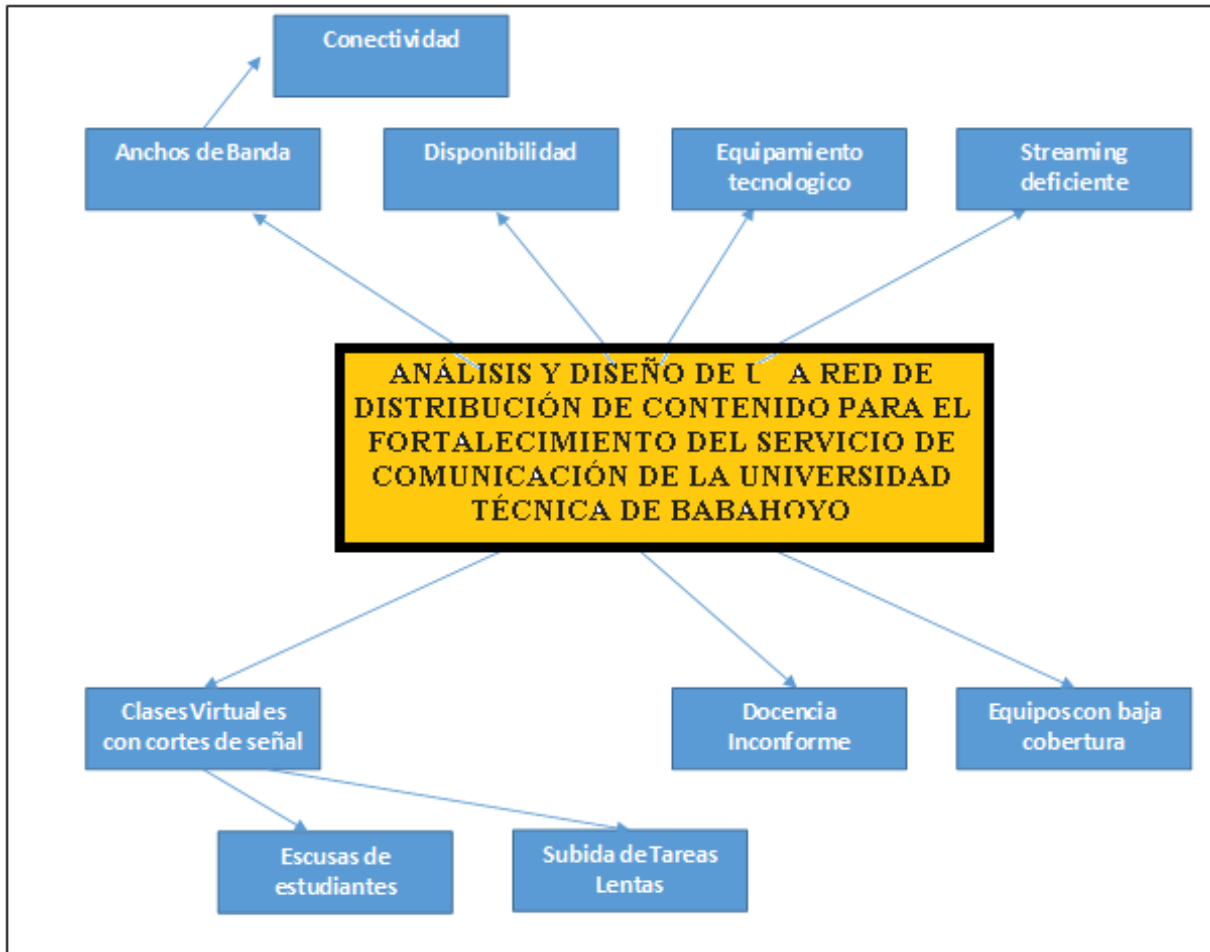 Conectividad
Anchos de Banda
Disponibilidad
Equipamiento
tecnologico
Streaming
deficiente
ANÁLISIS Y DISEÑO DE A RED DE
DISTRIBUCIÓN DE CONTENIDO PARA EL
FORTALECIMIENTO DEL SERVICIO DE
COMUNICACIÓN DE LA UNIVERSIDAD
TÉCNICA DE BABAHOYO
Clases Virtuales
con cortes de señal
Docencia
Inconforme
Equipos con baja
cobertura
Escusas de
estudiantes
Subida de Tareas
Lentas